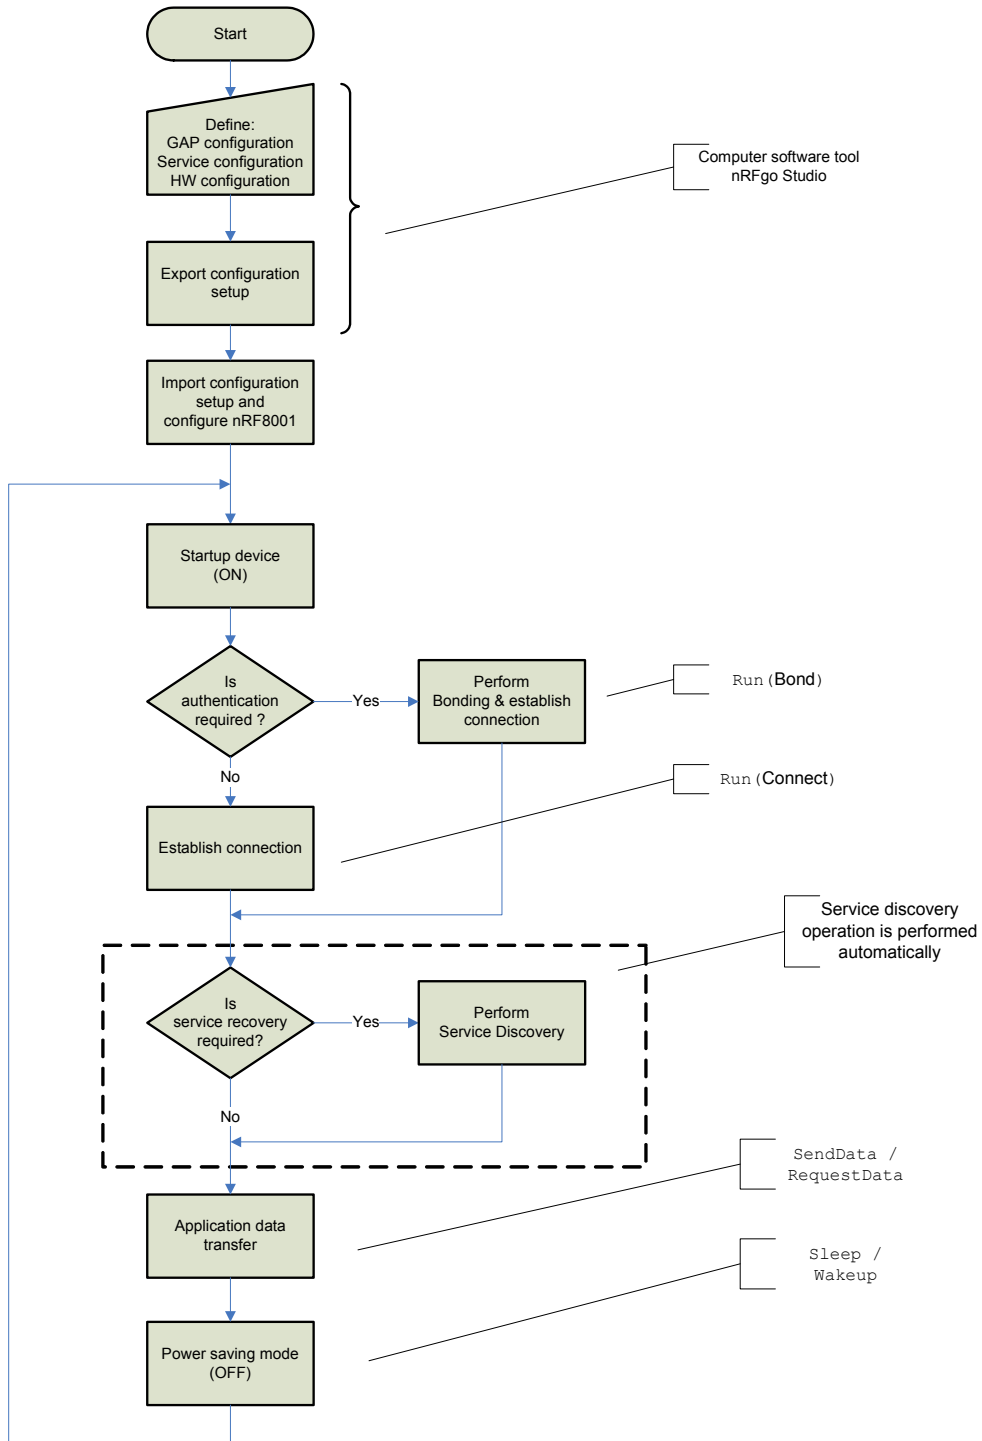 Start
Define:
GAP configuration
Service configuration
HW configuration
Computer software tool
nRFgo Studio
Export configuration
setup
Import configuration
setup and
configure nRF8001
Startup device
(ON)
Is
authentication
required ?
Yes
Perform
Bonding & establish
connection
Run(Bond)
No
Run(Connect)
Establish connection
Service discovery
operation is performed
automatically
Is
service recovery
required?
Yes
Perform
Service Discovery
No
SendData /
RequestData
Application data
transfer
Sleep /
Wakeup
Power saving mode
(OFF)